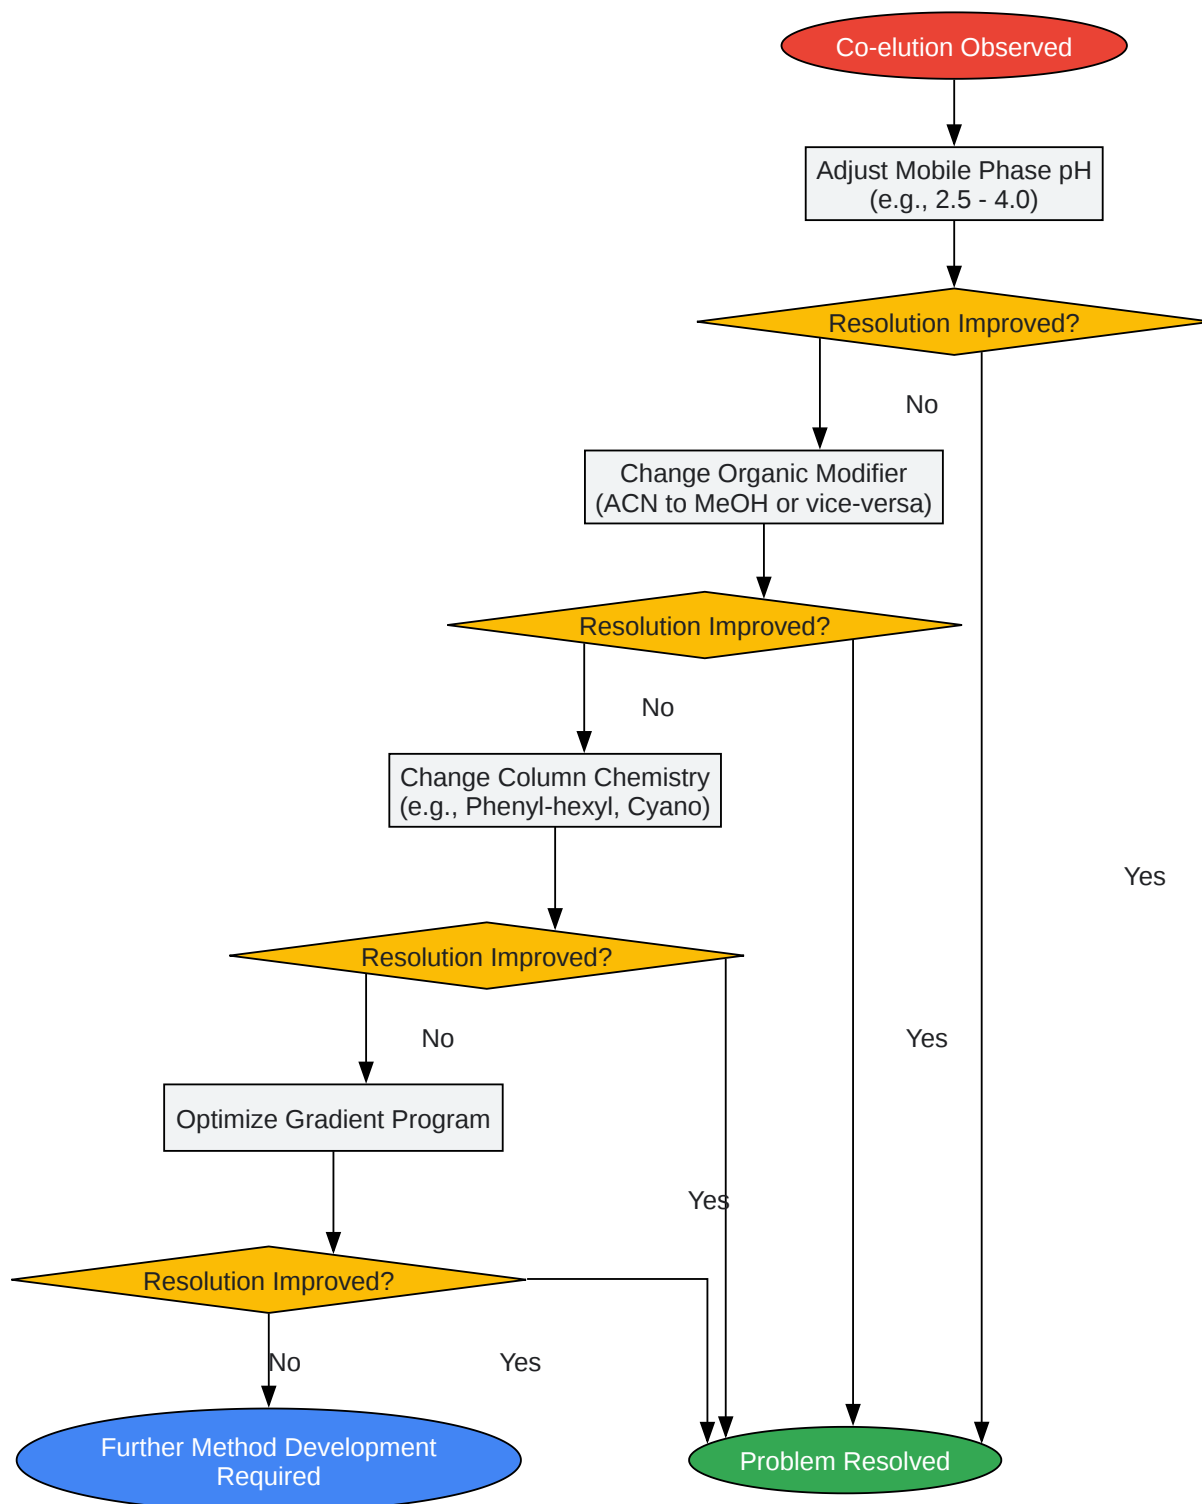 Co-elution Observed
Adjust Mobile Phase pH
(e.g., 2.5 - 4.0)
Resolution Improved?
No
Change Organic Modifier
(ACN to MeOH or vice-versa)
Resolution Improved?
No
Change Column Chemistry
(e.g., Phenyl-hexyl, Cyano)
Yes
Resolution Improved?
No
Yes
Optimize Gradient Program
Yes
Resolution Improved?
No
Yes
Further Method Development
Required
Problem Resolved